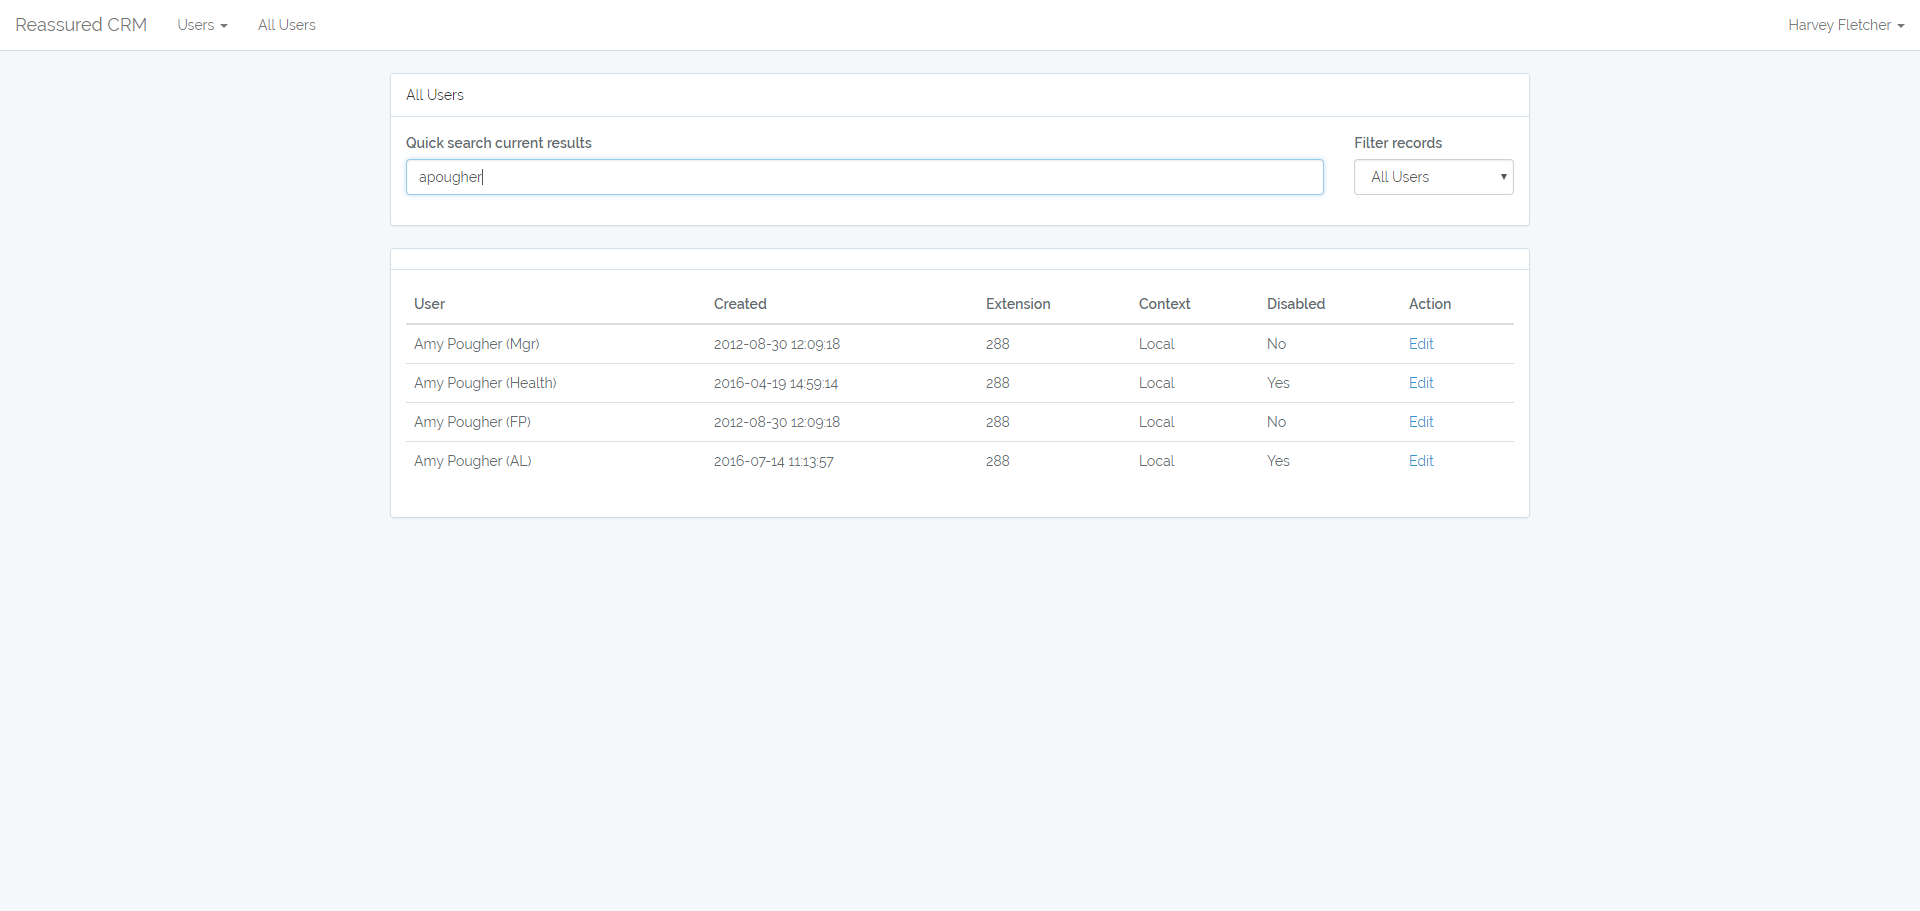 Reassured CRM Users All Users Harvey Fletcher
All Users
Quick search current results Filter records
apougher All Users
User Created Extension Context Disabled Action
Amy Pougher (Mgr) 2012-08-30 12:09:18 288 Local No Edit
Amy Pougher (Health) 2016-04-19 14:59:14 288 Local Yes Edit
Amy Pougher (FP) 2012-08-30 12:09:18 288 Local No Edit
Amy Pougher (AL) 2016-07-14 11:13:57 288 Local Yes Edit